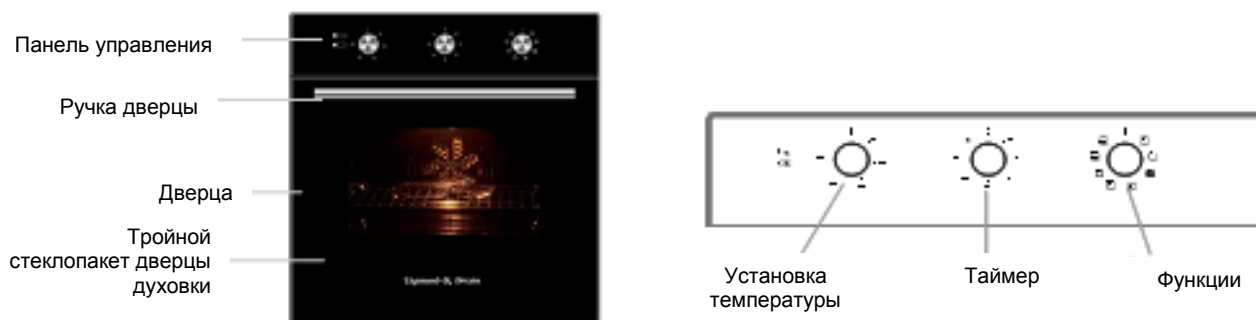 Панель управления
Ручка дверцы
Дверца
Тройной
стеклопакет дверцы
духовки
Установка
температуры
Таймер
Функции